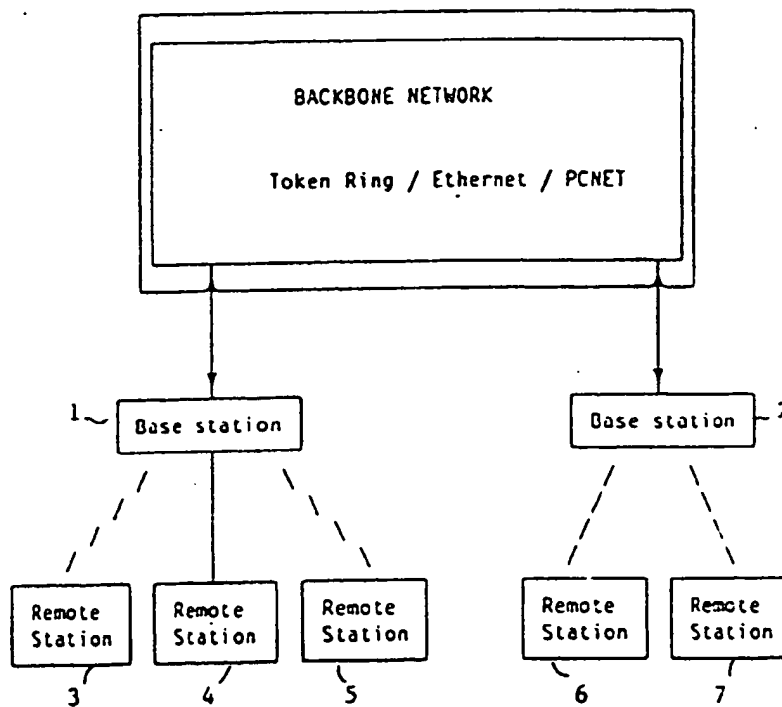 BACKBONE NETWORK
Token Ring / Ethernet / PCNET
1
Base station
Base station
2
Remote
Station
Remote
Station
Remote
Station
Remote
Station
Remote
Station
3
4
5
6
7